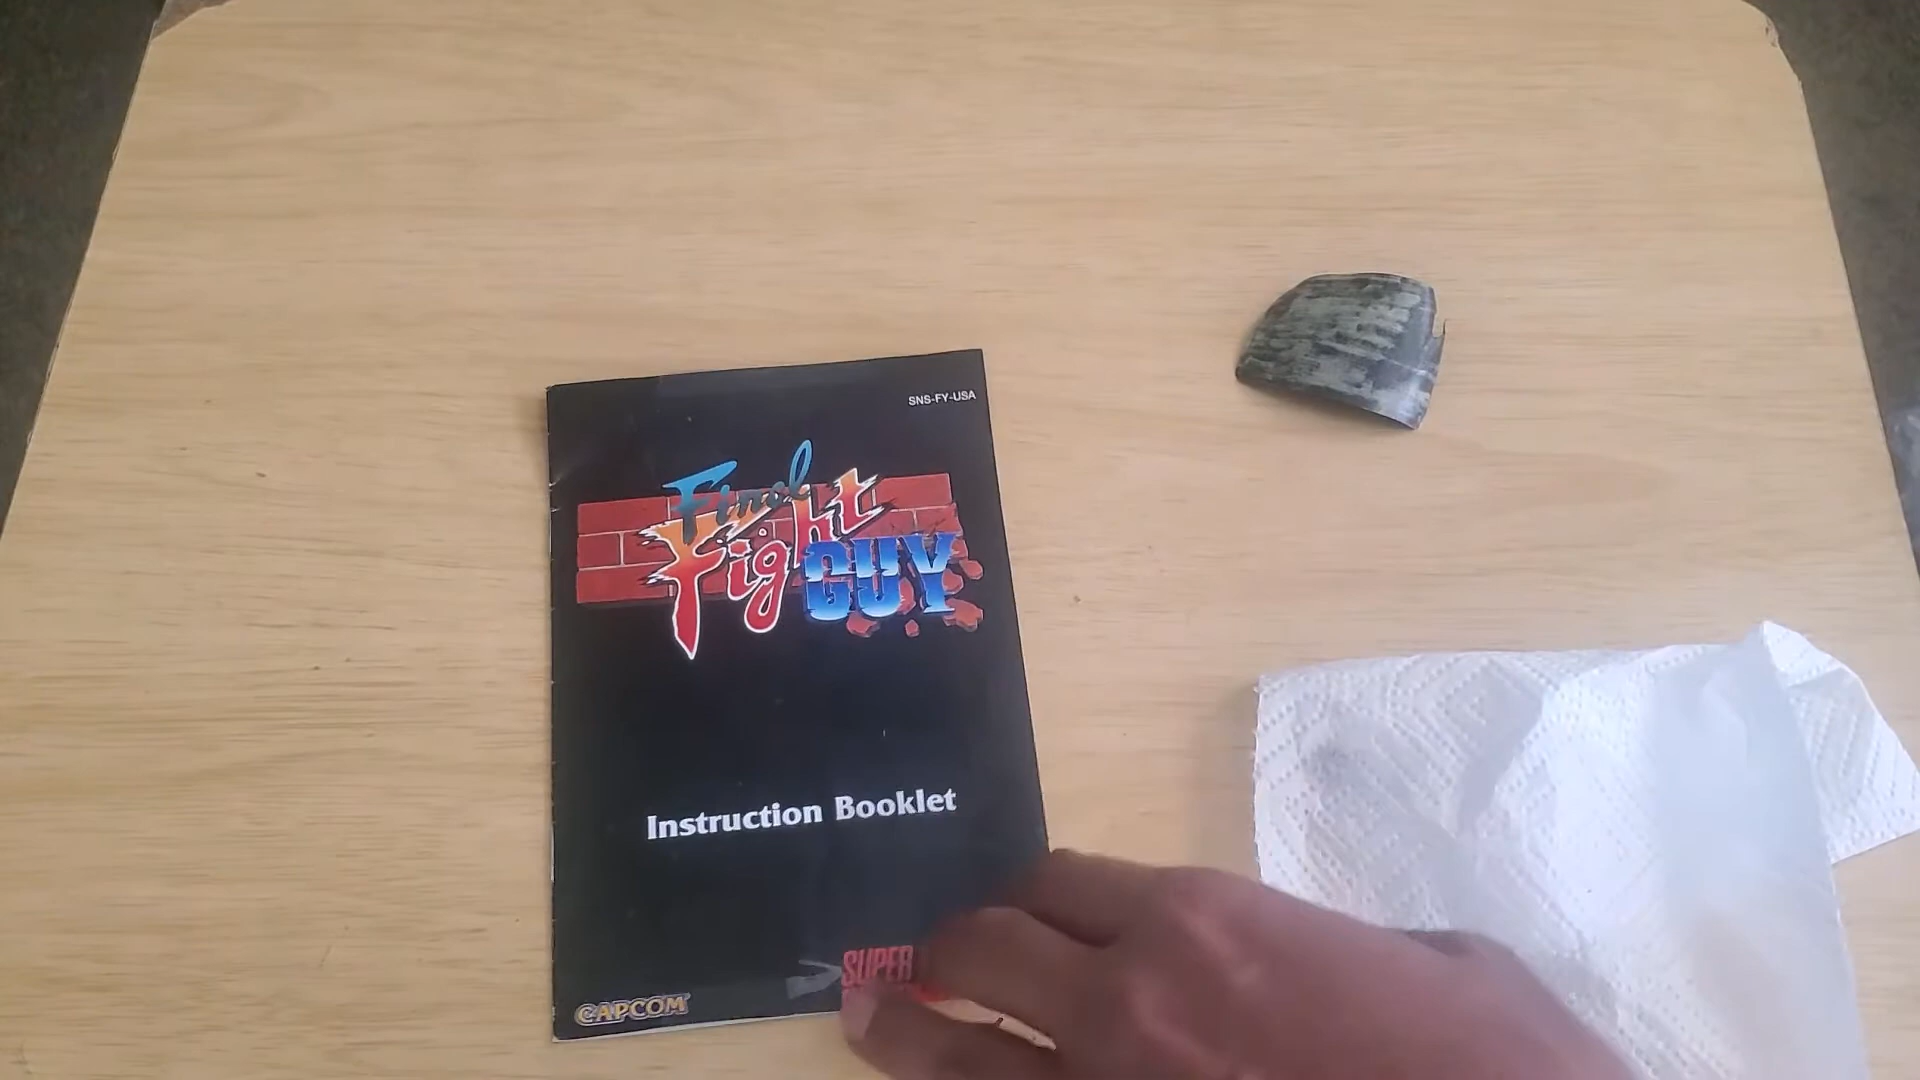 SNS-FY-USA
Final
Fight
GUY
Instruction Booklet
SUPER
CAPCOM